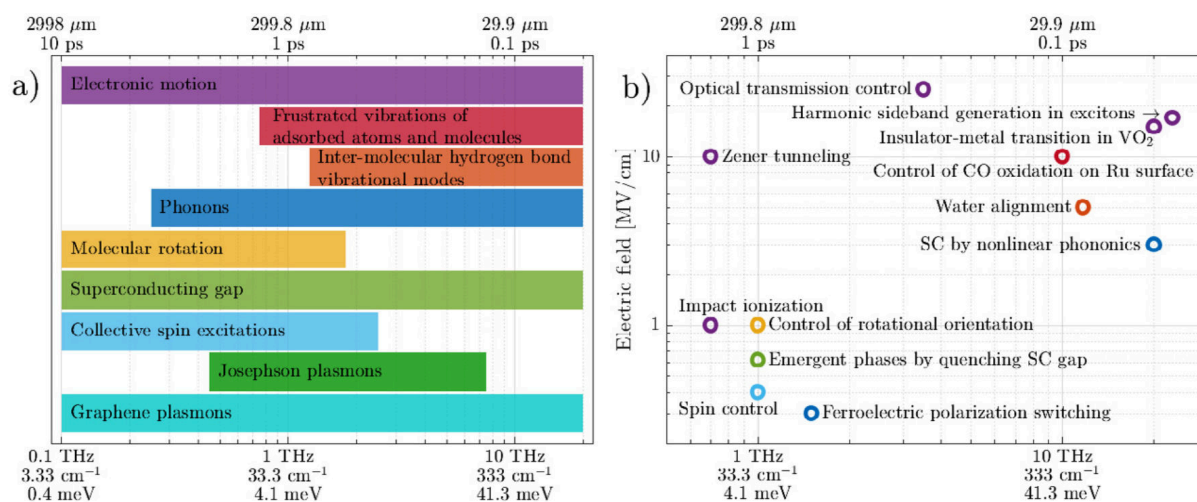 2998 μm
10 ps
299.8 μm
1 ps
29.9 μm
0.1 ps
a)
Electronic motion
Frustrated vibrations of
adsorbed atoms and molecules
Inter-molecular hydrogen bond
vibrational modes
Phonons
Molecular rotation
Superconducting gap
Collective spin excitations
Josephson plasmons
Graphene plasmons
0.1 THz
3.33 cm⁻¹
0.4 meV
1 THz
33.3 cm⁻¹
4.1 meV
10 THz
333 cm⁻¹
41.3 meV
299.8 μm
1 ps
29.9 μm
0.1 ps
b)
Electric field [MV/cm]
10
1
Optical transmission control
Harmonic sideband generation in excitons →
Insulator-metal transition in VO₂
Zener tunneling
Control of CO oxidation on Ru surface
Water alignment
SC by nonlinear phononics
Impact ionization
Control of rotational orientation
Emergent phases by quenching SC gap
Spin control
Ferroelectric polarization switching
1 THz
33.3 cm⁻¹
4.1 meV
10 THz
333 cm⁻¹
41.3 meV